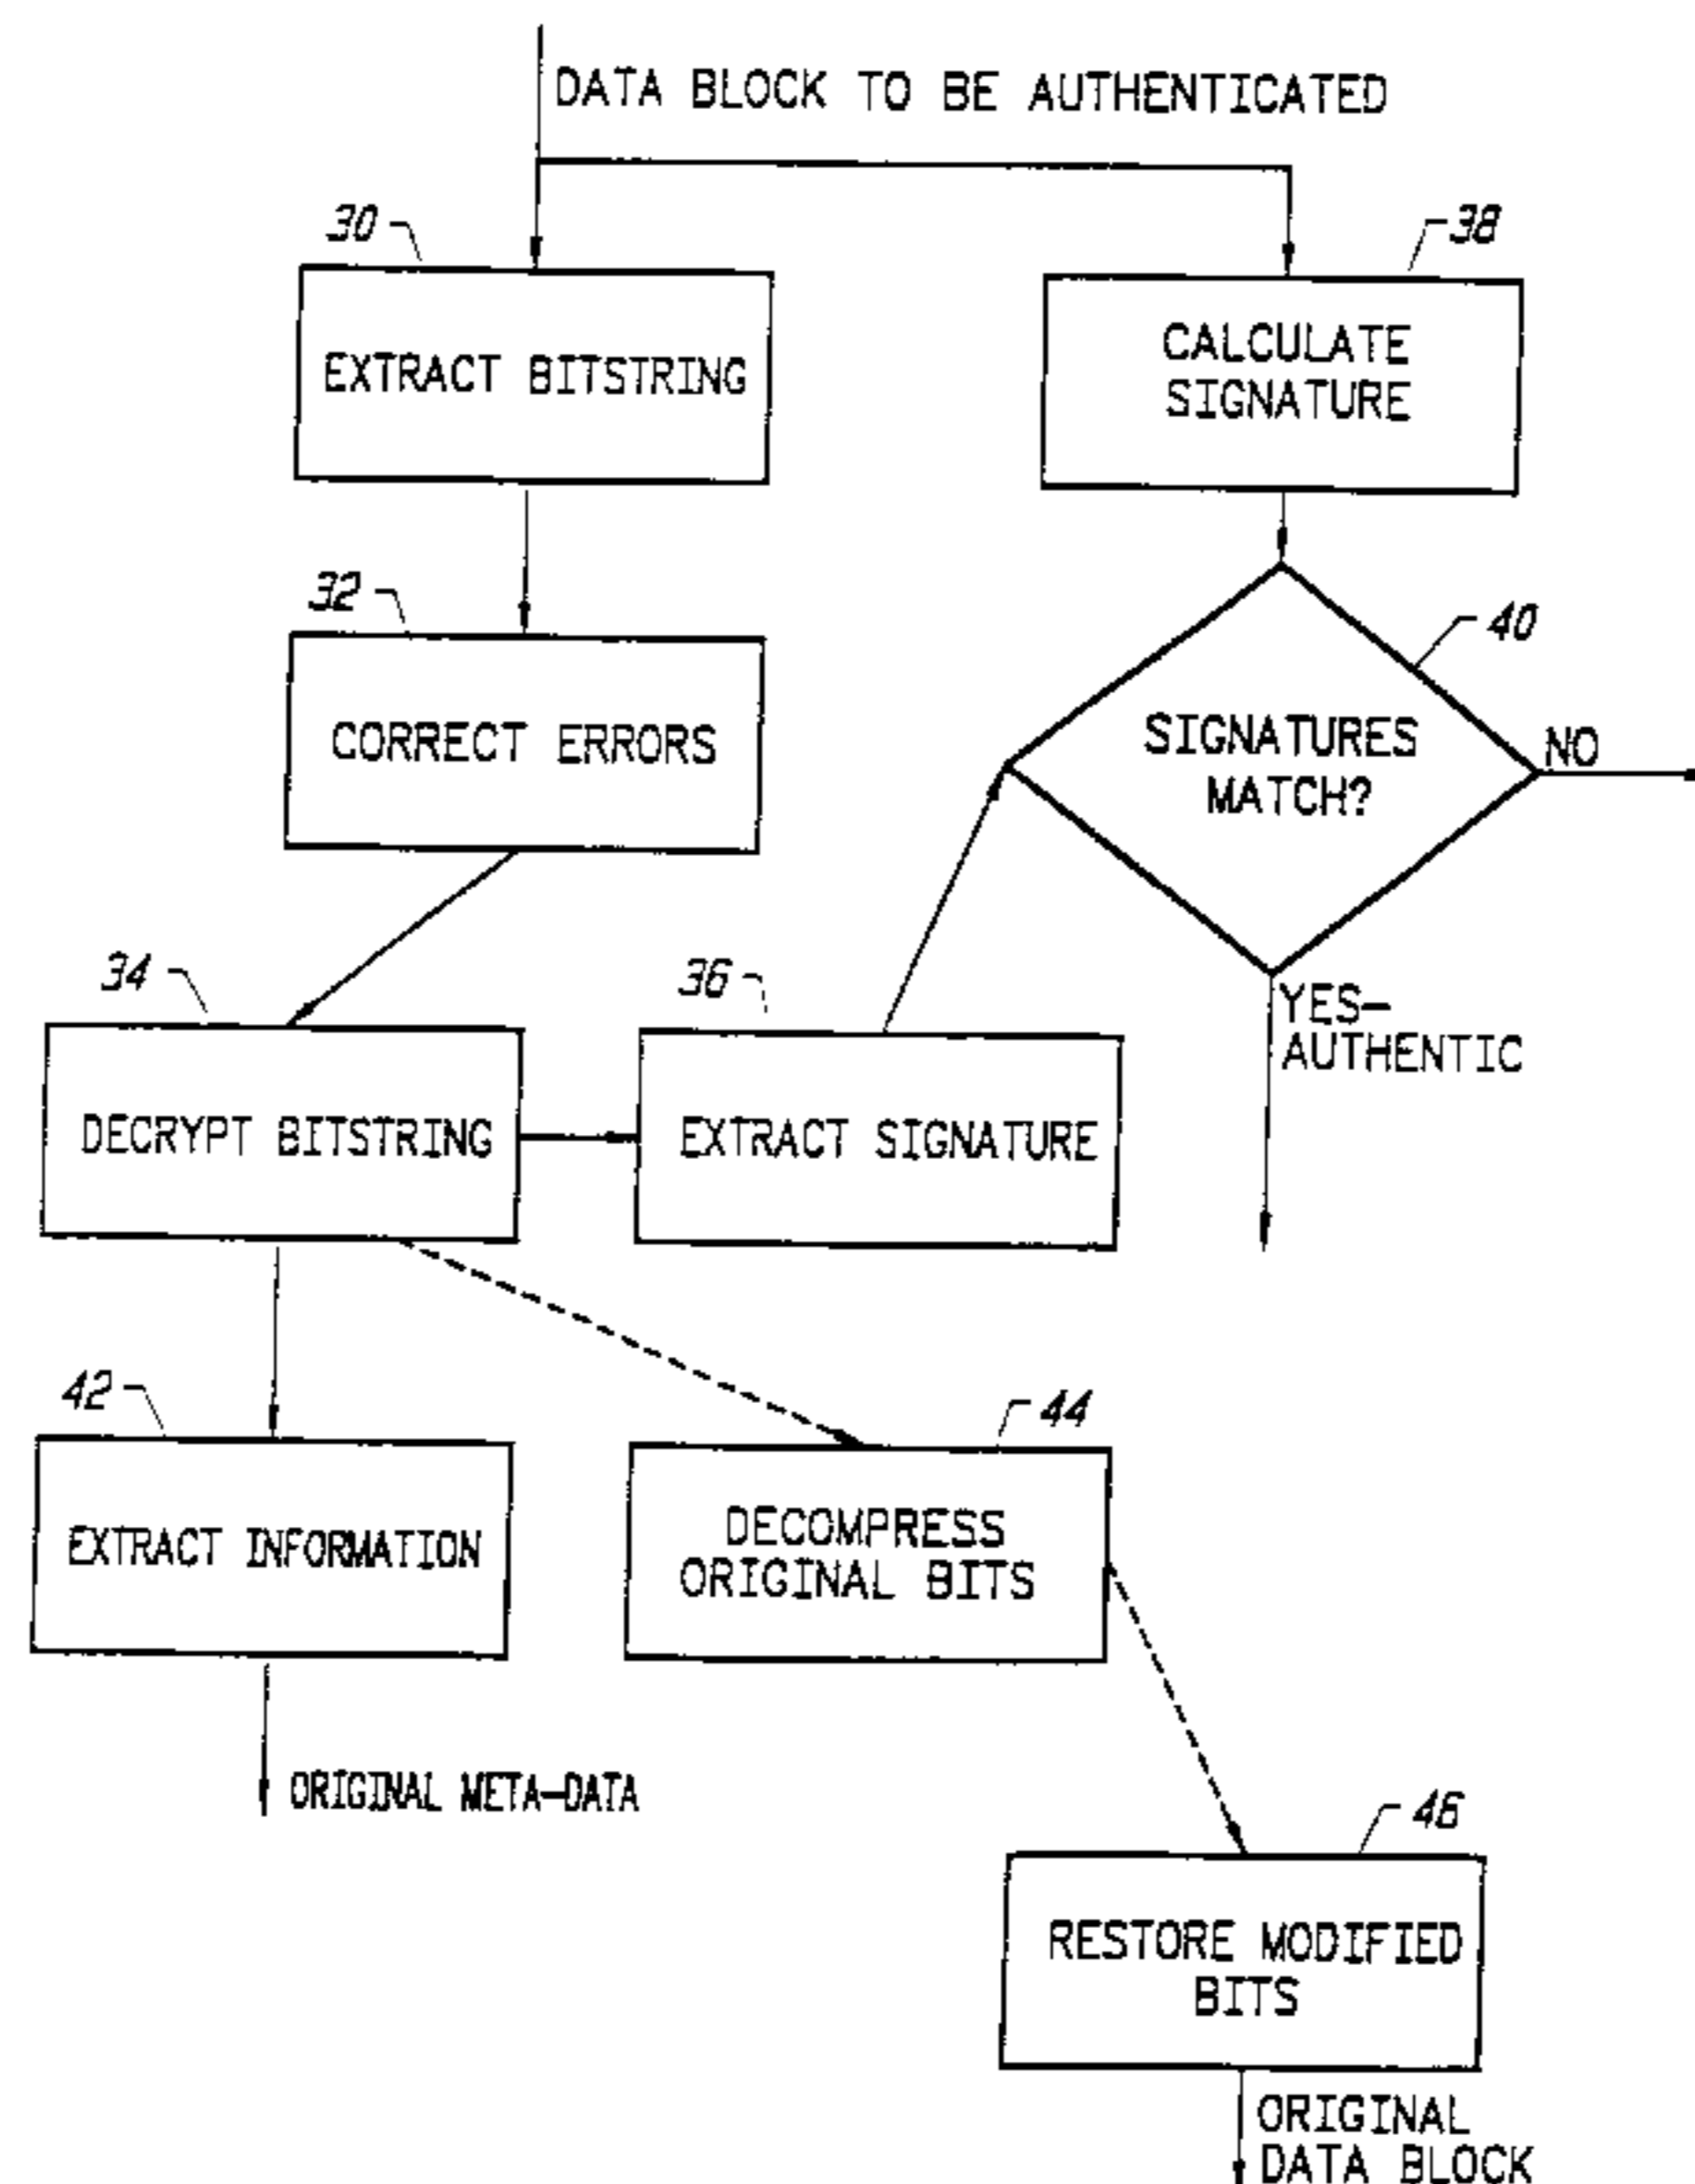 DATA BLOCK TO BE AUTHENTICATED
30
38
EXTRACT BITSTRING
CALCULATE
SIGNATURE
32
40
CORRECT ERRORS
SIGNATURES
MATCH?
NO
34
36
YES-
AUTHENTIC
DECRYPT BITSTRING
EXTRACT SIGNATURE
42
44
EXTRACT INFORMATION
DECOMPRESS
ORIGINAL BITS
ORIGINAL META-DATA
46
RESTORE MODIFIED
BITS
ORIGINAL
DATA BLOCK